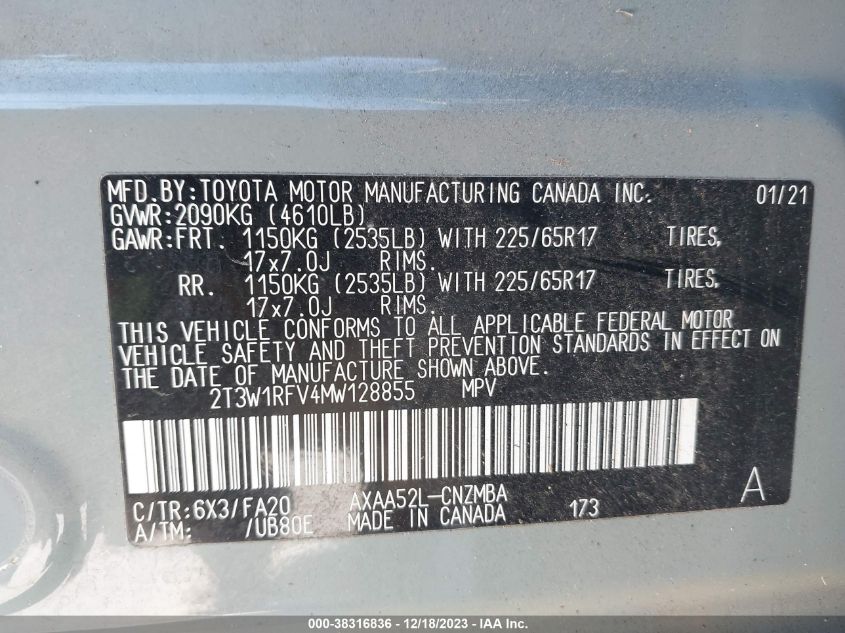 MFD.BY:TOYOTA MOTOR MANUFACTURING CANADA INC. 01/21
GVWR:2090KG (4610LB)
GAWR:FRT. 1150KG (2535LB) WITH 225/65R17 TIRES,
17x7.0J RIMS.
RR. 1150KG (2535LB) WITH 225/65R17 TIRES,
17x7.0J RIMS.
THIS VEHICLE CONFORMS TO ALL APPLICABLE FEDERAL MOTOR
VEHICLE SAFETY AND THEFT PREVENTION STANDARDS IN EFFECT ON
THE DATE OF MANUFACTURE SHOWN ABOVE.
2T3W1RFV4MW128855 MPV
C/TR:6X3/FA20 AXAA52L-CNZMBA A
A/TM: /UB80E MADE IN CANADA 173
000-38316836 - 12/18/2023 - IAA Inc.